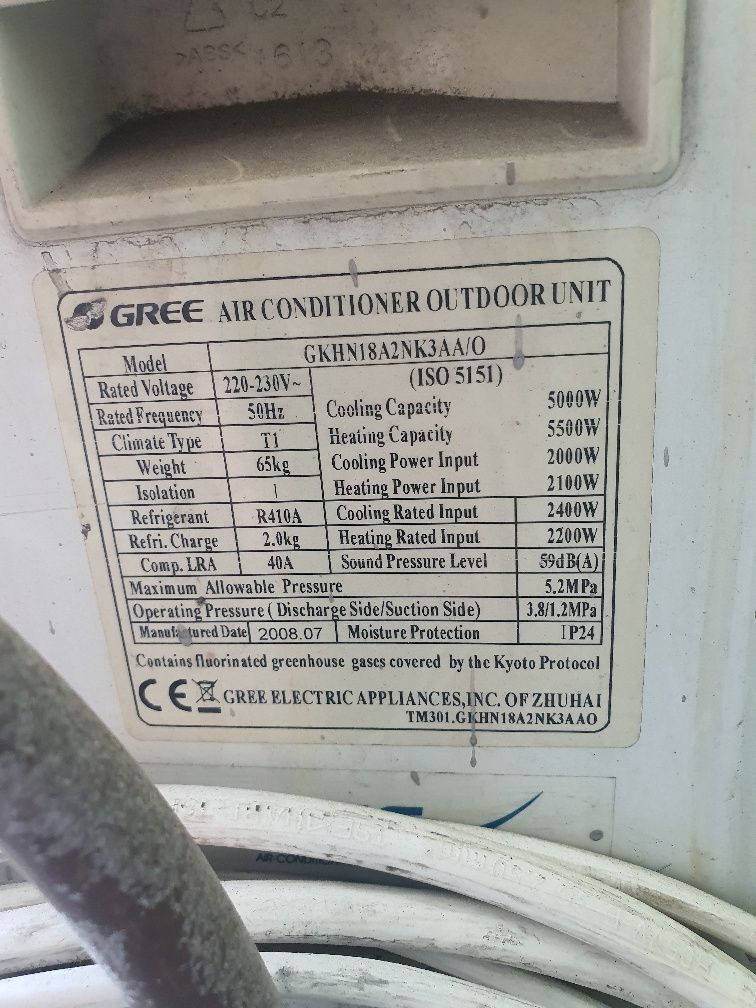 >ABS<
613
GREE AIR CONDITIONER OUTDOOR UNIT
Model GKHN18A2NK3AA/O
Rated Voltage 220-230V~ (ISO 5151)
Rated Frequency 50Hz Cooling Capacity 5000W
Climate Type T1 Heating Capacity 5500W
Weight 65kg Cooling Power Input 2000W
Isolation I Heating Power Input 2100W
Refrigerant R410A Cooling Rated Input 2400W
Refri. Charge 2.0kg Heating Rated Input 2200W
Comp. LRA 40A Sound Pressure Level 59dB(A)
Maximum Allowable Pressure 5.2MPa
Operating Pressure ( Discharge Side/Suction Side) 3.8/1.2MPa
Manufactured Date 2008.07 Moisture Protection IP24
Contains fluorinated greenhouse gases covered by the Kyoto Protocol
CE GREE ELECTRIC APPLIANCES,INC. OF ZHUHAI
TM301.GKHN18A2NK3AAO